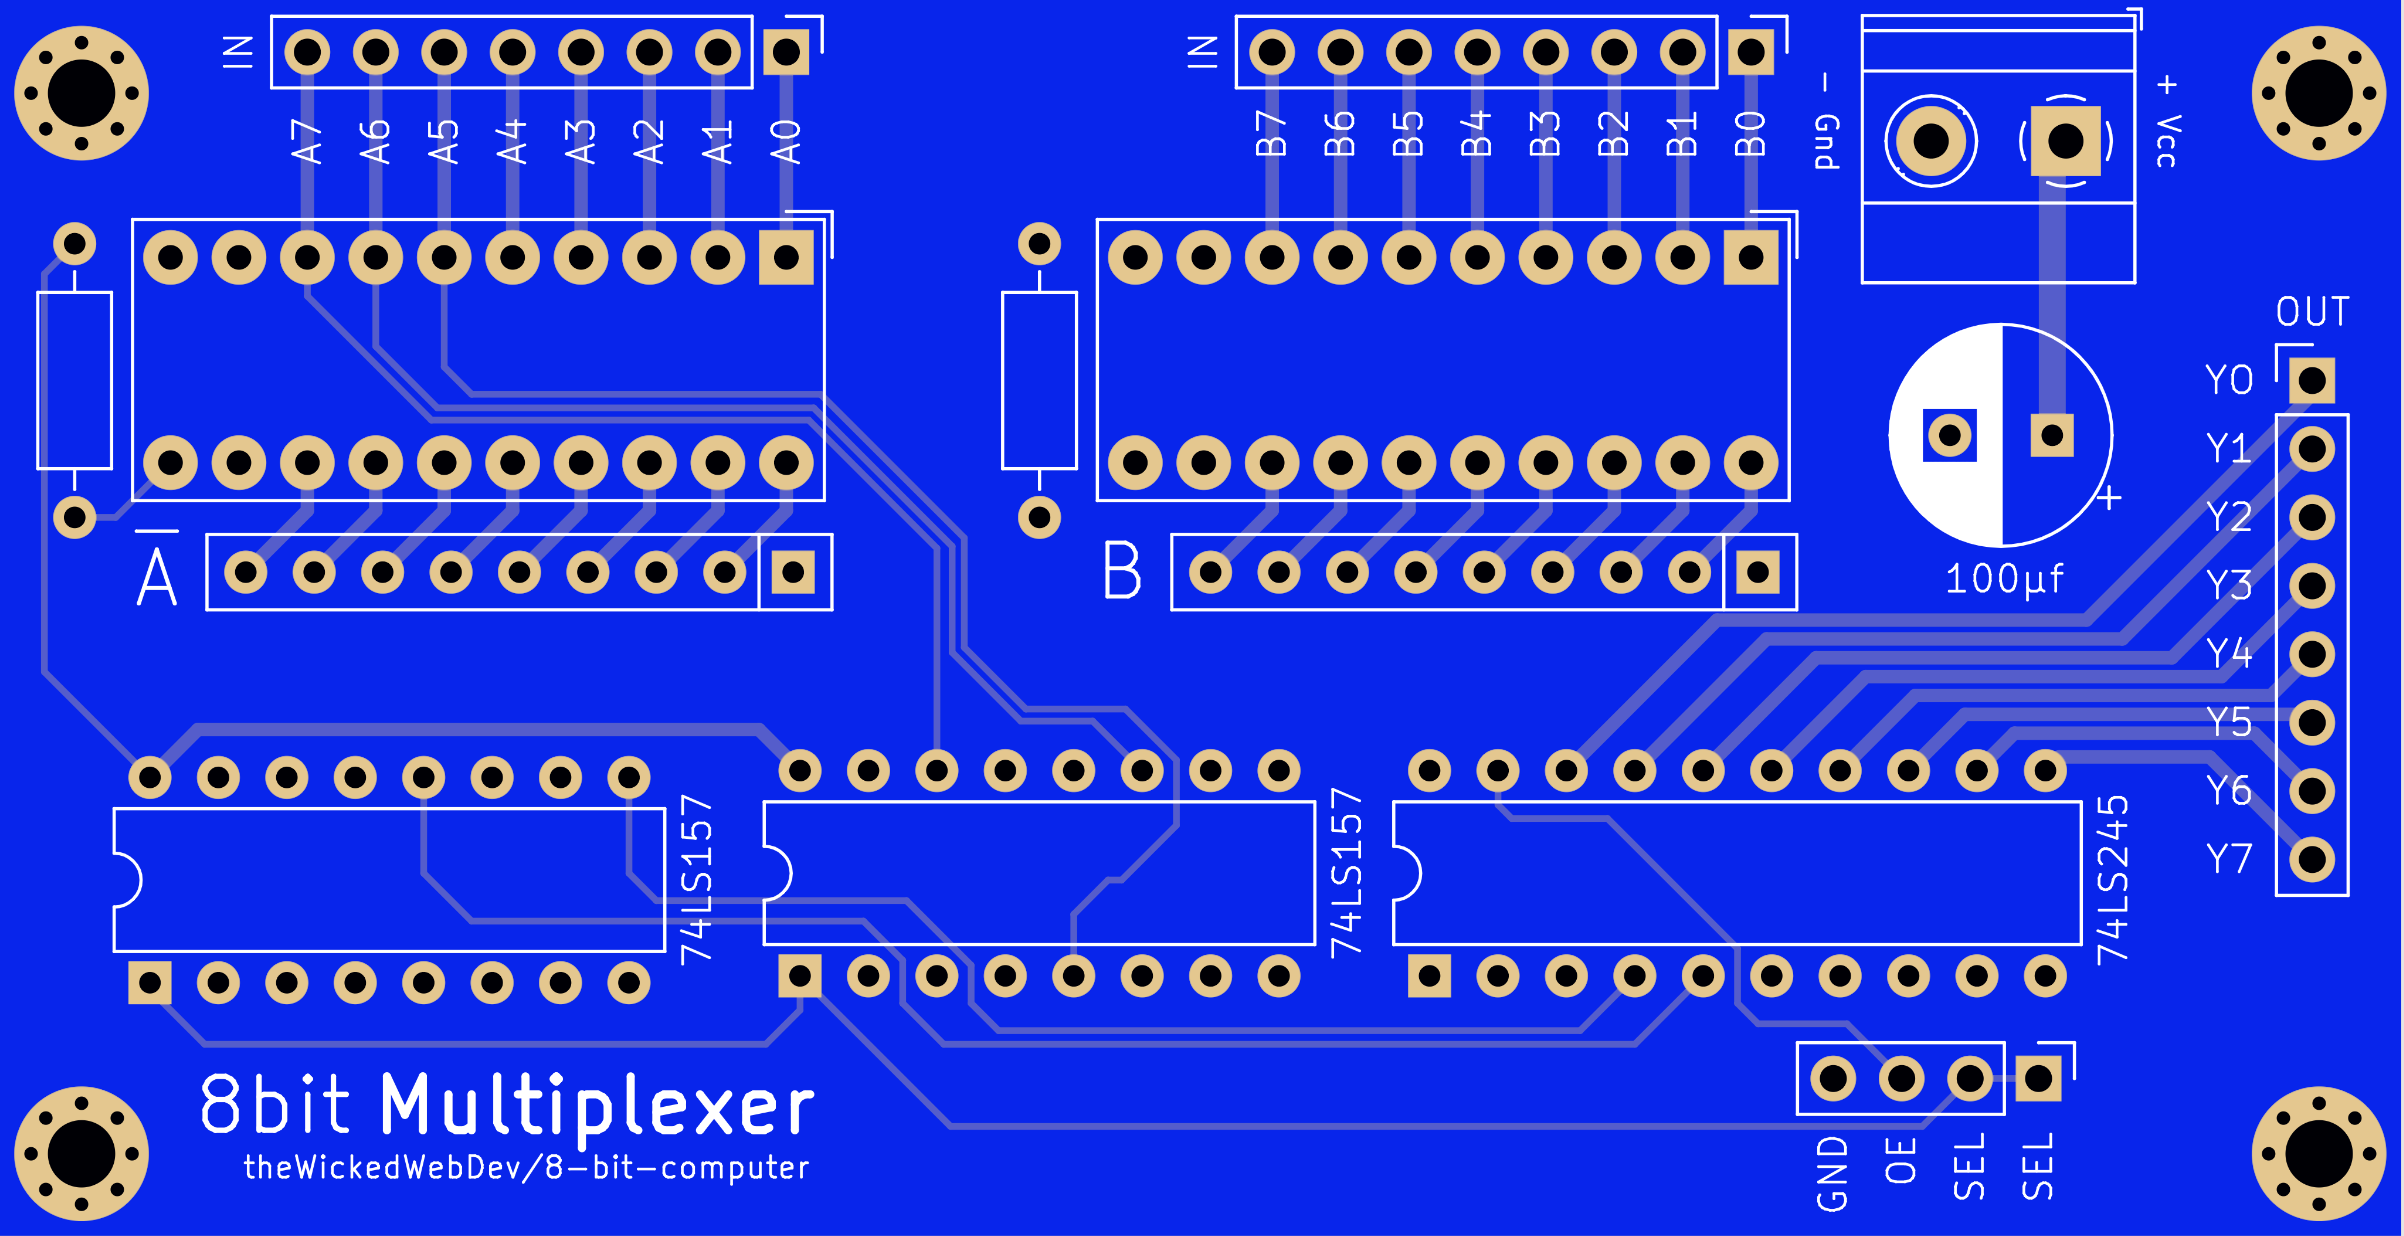 IN
A7 A6 A5 A4 A3 A2 A1 A0
IN
B7 B6 B5 B4 B3 B2 B1 B0
- Gnd
+ Vcc
OUT
Y0
Y1
Y2
Y3
Y4
Y5
Y6
Y7
+
100µf
A
B
74LS157
74LS157
74LS245
8bit Multiplexer
theWickedWebDev/8-bit-computer
GND OE SEL SEL